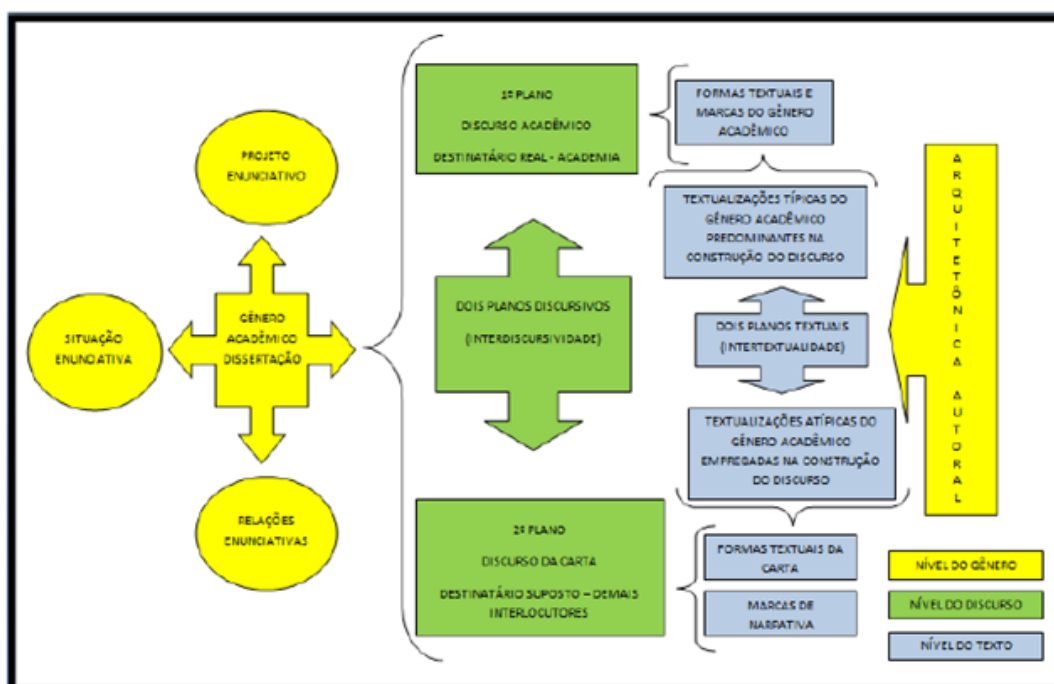 PROJETO
ENUNCIATIVO
SITUAÇÃO
ENUNCIATIVA
GÊNERO
ACADÊMICO
DISSERTAÇÃO
RELAÇÕES
ENUNCIATIVAS
1º PLANO
DISCURSO ACADÊMICO
DESTINATÁRIO REAL - ACADEMIA
DOIS PLANOS DISCURSIVOS
(INTERDISCURSIVIDADE)
2º PLANO
DISCURSO DA CARTA
DESTINATÁRIO SUPOSTO – DEMAIS
INTERLOCUTORES
FORMAS TEXTUAIS E
MARCAS DO GÊNERO
ACADÊMICO
TEXTUALIZAÇÕES TÍPICAS DO
GÊNERO ACADÊMICO
PREDOMINANTES NA
CONSTRUÇÃO DO DISCURSO
DOIS PLANOS TEXTUAIS
(INTERTEXTUALIDADE)
TEXTUALIZAÇÕES ATÍPICAS DO
GÊNERO ACADÊMICO
EMPREGADAS NA CONSTRUÇÃO
DO DISCURSO
FORMAS TEXTUAIS DA
CARTA
MARCAS DE
NARRATIVA
ARQUITETÔNICA AUTORAL
NÍVEL DO GÊNERO
NÍVEL DO DISCURSO
NÍVEL DO TEXTO